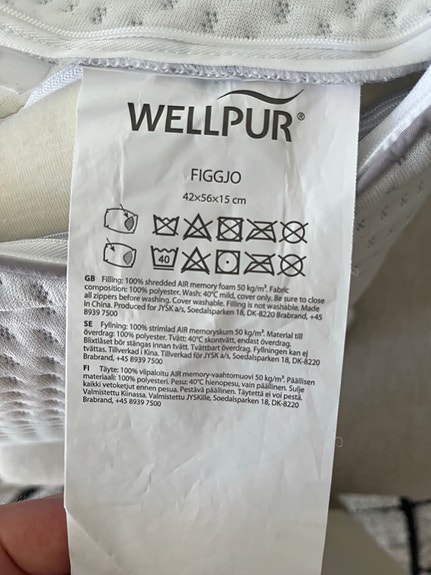 WELLPUR®
FIGGJO
42x56x15 cm
40
GB Filling: 100% shredded AIR memory foam 50 kg/m³. Fabric
composition: 100% polyester. Wash: 40°C mild, cover only. Be sure to close
all zippers before washing. Cover washable. Filling is not washable. Made
in China. Produced for JYSK a/s, Soedalsparken 18, DK-8220 Brabrand, +45
8939 7500
SE Fyllning: 100% strimlad AIR memoryskum 50 kg/m³. Material till
överdrag: 100% polyester. Tvätt: 40°C skontvätt, endast överdrag.
Blixtlåset bör stängas innan tvätt. Tvättbart överdrag, Fyllningen kan ej
tvättas. Tillverkad i Kina. Tillverkad for JYSK a/s, Soedalsparken 18, DK-8220
Brabrand, +45 8939 7500
FI Täyte: 100% viipaloitu AIR memory-vaahtomuovi 50 kg/m³. Päällisen
materiaali: 100% polyesteri. Pesu: 40°C hienopesu, vain päällinen. Sulje
kaikki vetoketjut ennen pesua. Pestävä päällinen. Täytettä ei voi pestä.
Valmistettu Kiinassa. Valmistettu JYSKille, Soedalsparken 18, DK-8220
Brabrand, +45 8939 7500